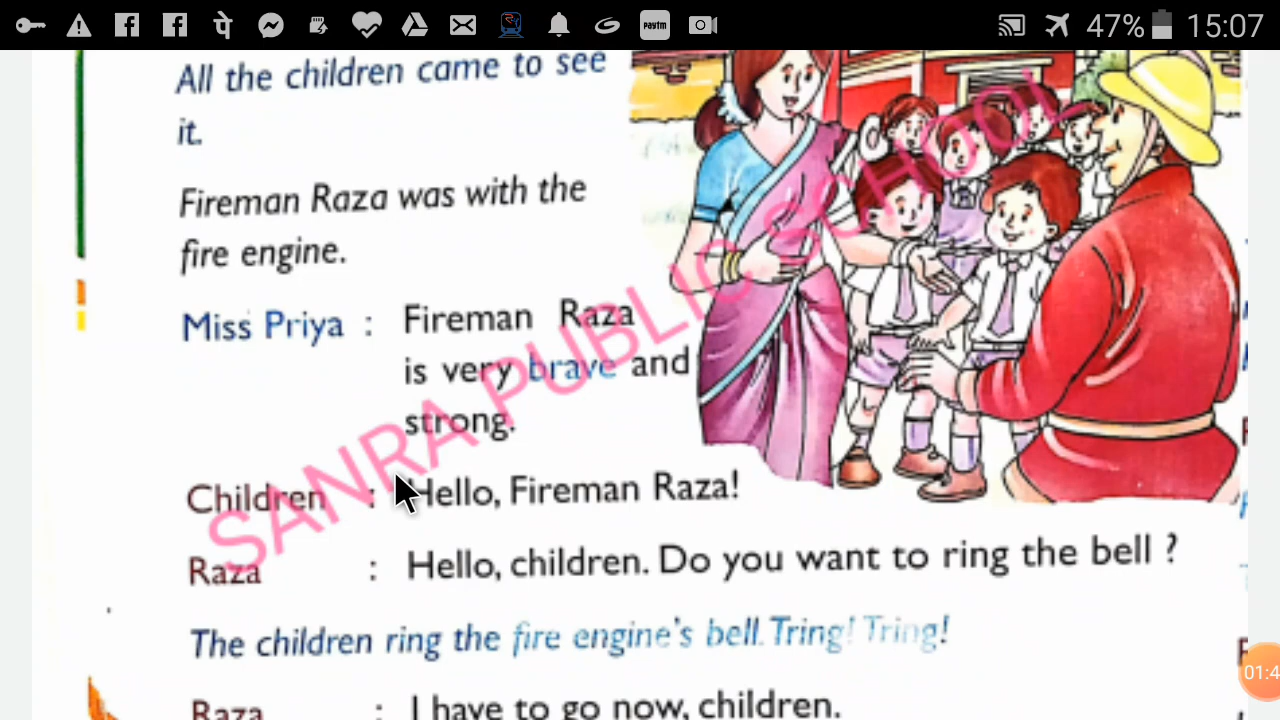 47% 15:07
paytm
All the children came to see
it.
Fireman Raza was with the
fire engine.
Miss Priya : Fireman Raza
is very brave and
strong.
Children : Hello, Fireman Raza!
Raza : Hello, children. Do you want to ring the bell ?
The children ring the fire engine's bell. Tring! Tring!
Raza : I have to go now, children.
SANRA PUBLIC SCHOOL
01:4